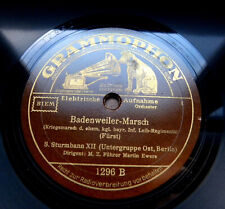 GRAMMOPHON
Elektrische Aufnahme
Orchester
Badenweiler-Marsch
(Kriegsmarsch d. ehem. kgl. bayr. Inf. Leib-Regiments)
(Fürst)
S. Sturmbann XII (Untergruppe Ost, Berlin)
Dirigent: M. Z. Führer Martin Ewers
1296 B